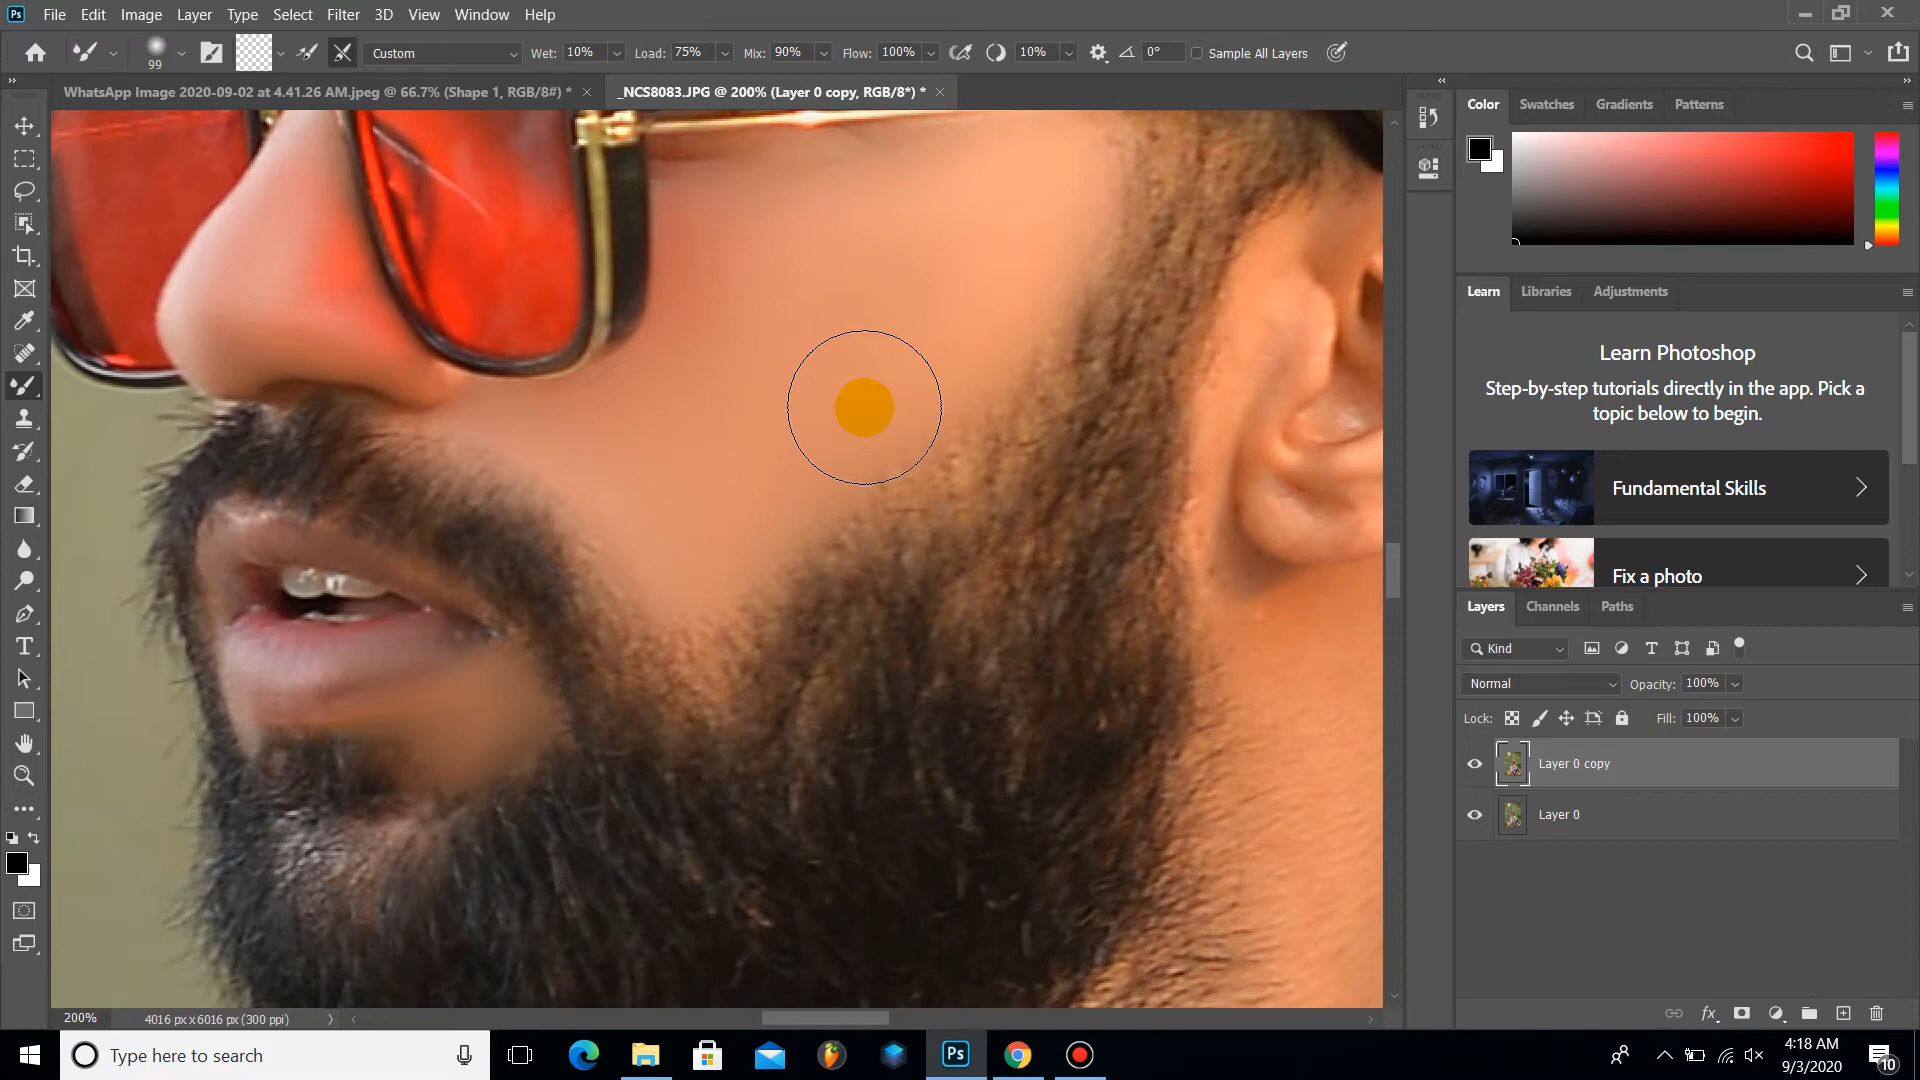 Ps File Edit Image Layer Type Select Filter 3D View Window Help
99 Custom Wet: 10% Load: 75% Mix: 90% Flow: 100% 10% 0° Sample All Layers
WhatsApp Image 2020-09-02 at 4.41.26 AM.jpeg @ 66.7% (Shape 1, RGB/8#) * _NCS8083.JPG @ 200% (Layer 0 copy, RGB/8*) *
Color Swatches Gradients Patterns
Learn Libraries Adjustments
Learn Photoshop
Step-by-step tutorials directly in the app. Pick a
topic below to begin.
Fundamental Skills
Fix a photo
Layers Channels Paths
Kind
Normal Opacity: 100%
Lock: Fill: 100%
Layer 0 copy
Layer 0
fx
200% 4016 px x 6016 px (300 ppi)
Type here to search
Ps
4:18 AM
9/3/2020
10